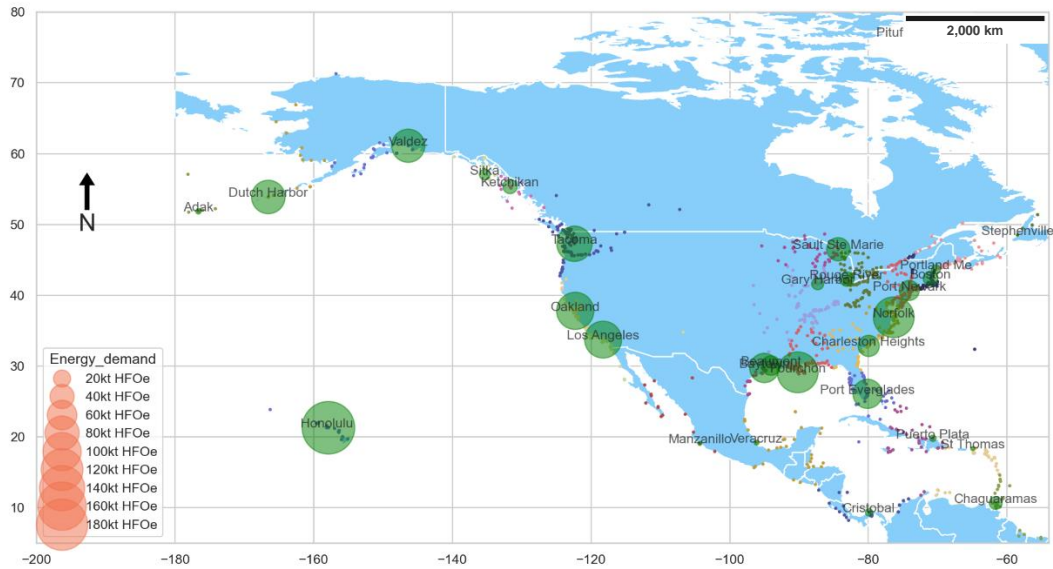 80
70
60
50
40
30
20
10
−200
−180
−160
−140
−120
−100
−80
−60
2,000 km
Pituf
N
Valdez
Dutch Harbor
Adak
Sitka
Ketchikan
Tacoma
Oakland
Los Angeles
Honolulu
Stephenville
Sault Ste Marie
Portland Me
Rouge River
Boston
Gary Harbor
Port Newark
Norfolk
Charleston Heights
Beaumont
Fourchon
Port Everglades
Puerto Plata
St Thomas
Manzanillo
Veracruz
Cristobal
Chaguaramas
Energy_demand
20kt HFOe
40kt HFOe
60kt HFOe
80kt HFOe
100kt HFOe
120kt HFOe
140kt HFOe
160kt HFOe
180kt HFOe